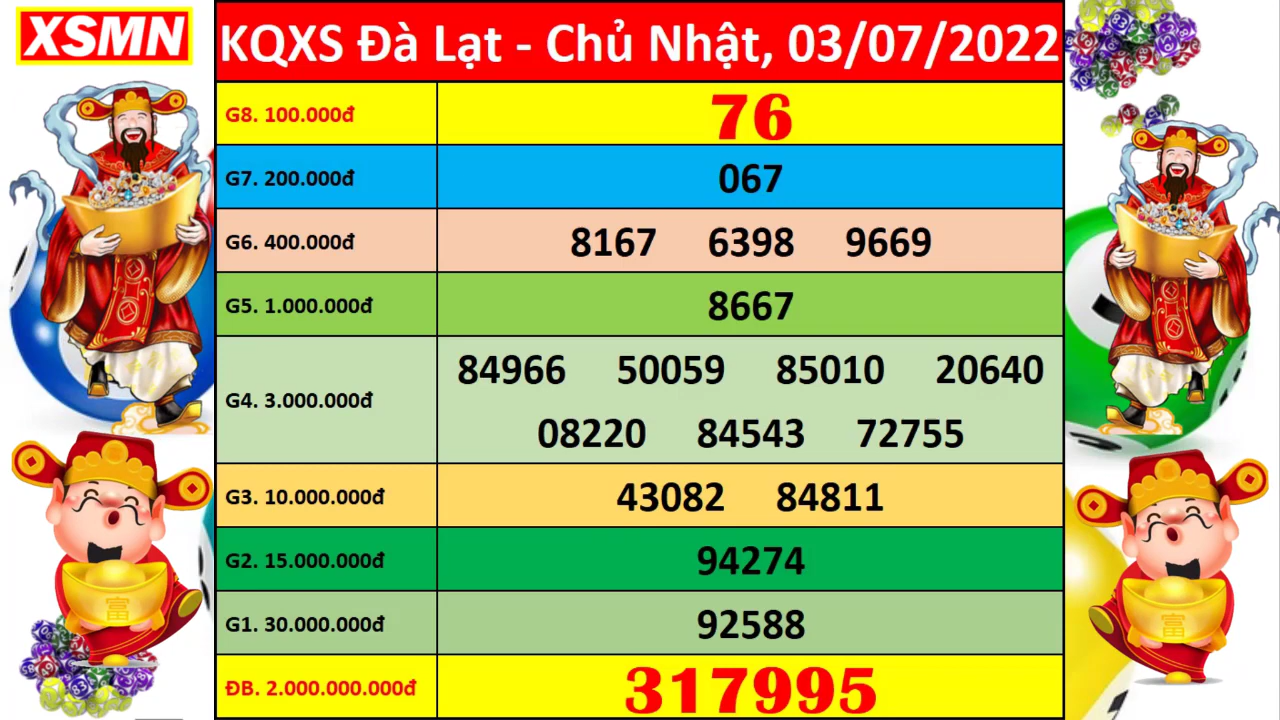 XSMN
KQXS Đà Lạt - Chủ Nhật, 03/07/2022
G8. 100.000đ 76
G7. 200.000đ 067
G6. 400.000đ 8167 6398 9669
G5. 1.000.000đ 8667
G4. 3.000.000đ 84966 50059 85010 20640
08220 84543 72755
G3. 10.000.000đ 43082 84811
G2. 15.000.000đ 94274
G1. 30.000.000đ 92588
ĐB. 2.000.000.000đ 317995
富
富